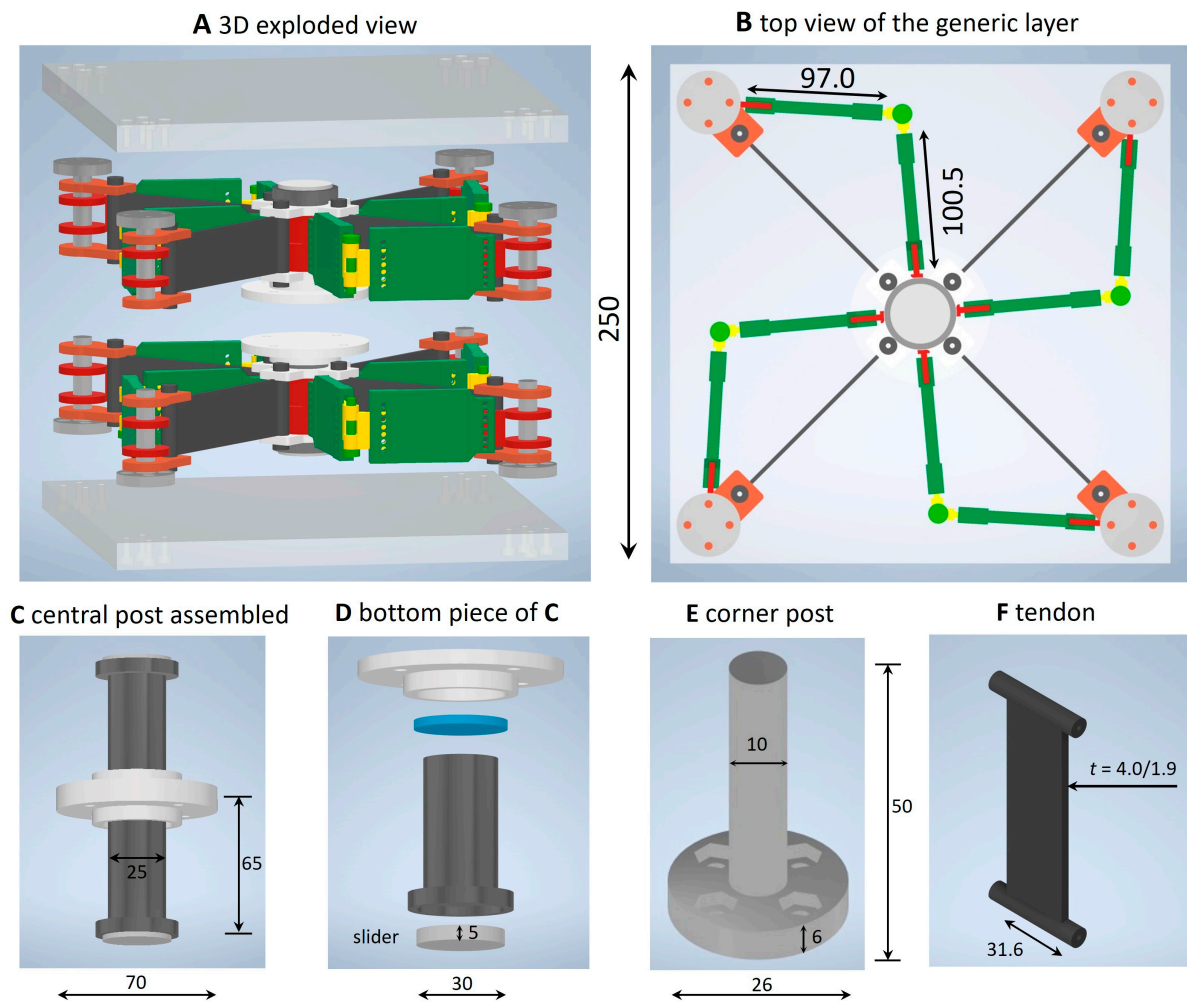 A 3D exploded view
B top view of the generic layer
97.0
100.5
250
C central post assembled
D bottom piece of C
E corner post
F tendon
25
65
70
slider
5
30
10
50
6
26
t = 4.0/1.9
31.6